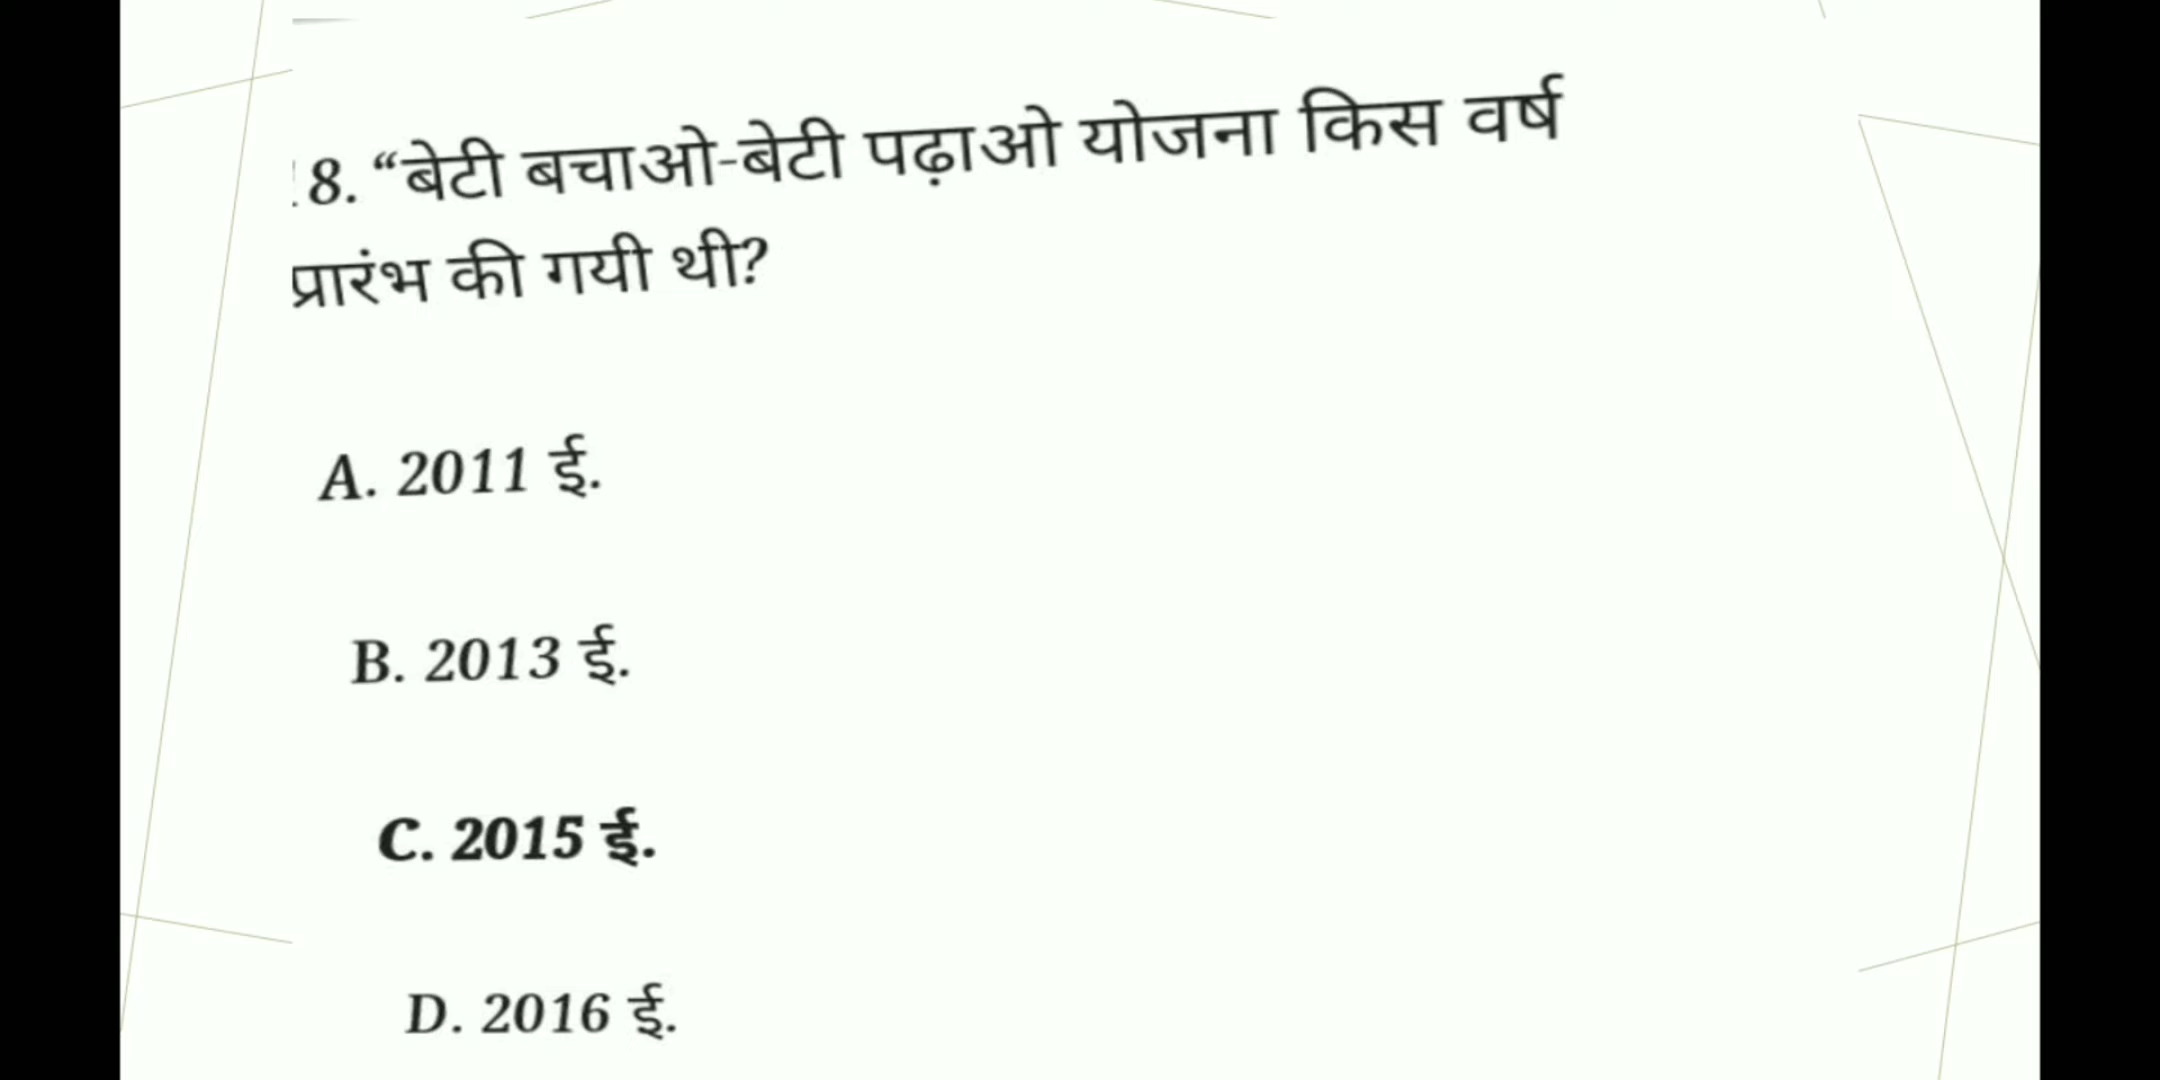 8. “बेटी बचाओ-बेटी पढ़ाओ योजना किस वर्ष
प्रारंभ की गयी थी?
A. 2011 ई.
B. 2013 ई.
C. 2015 ई.
D. 2016 ई.